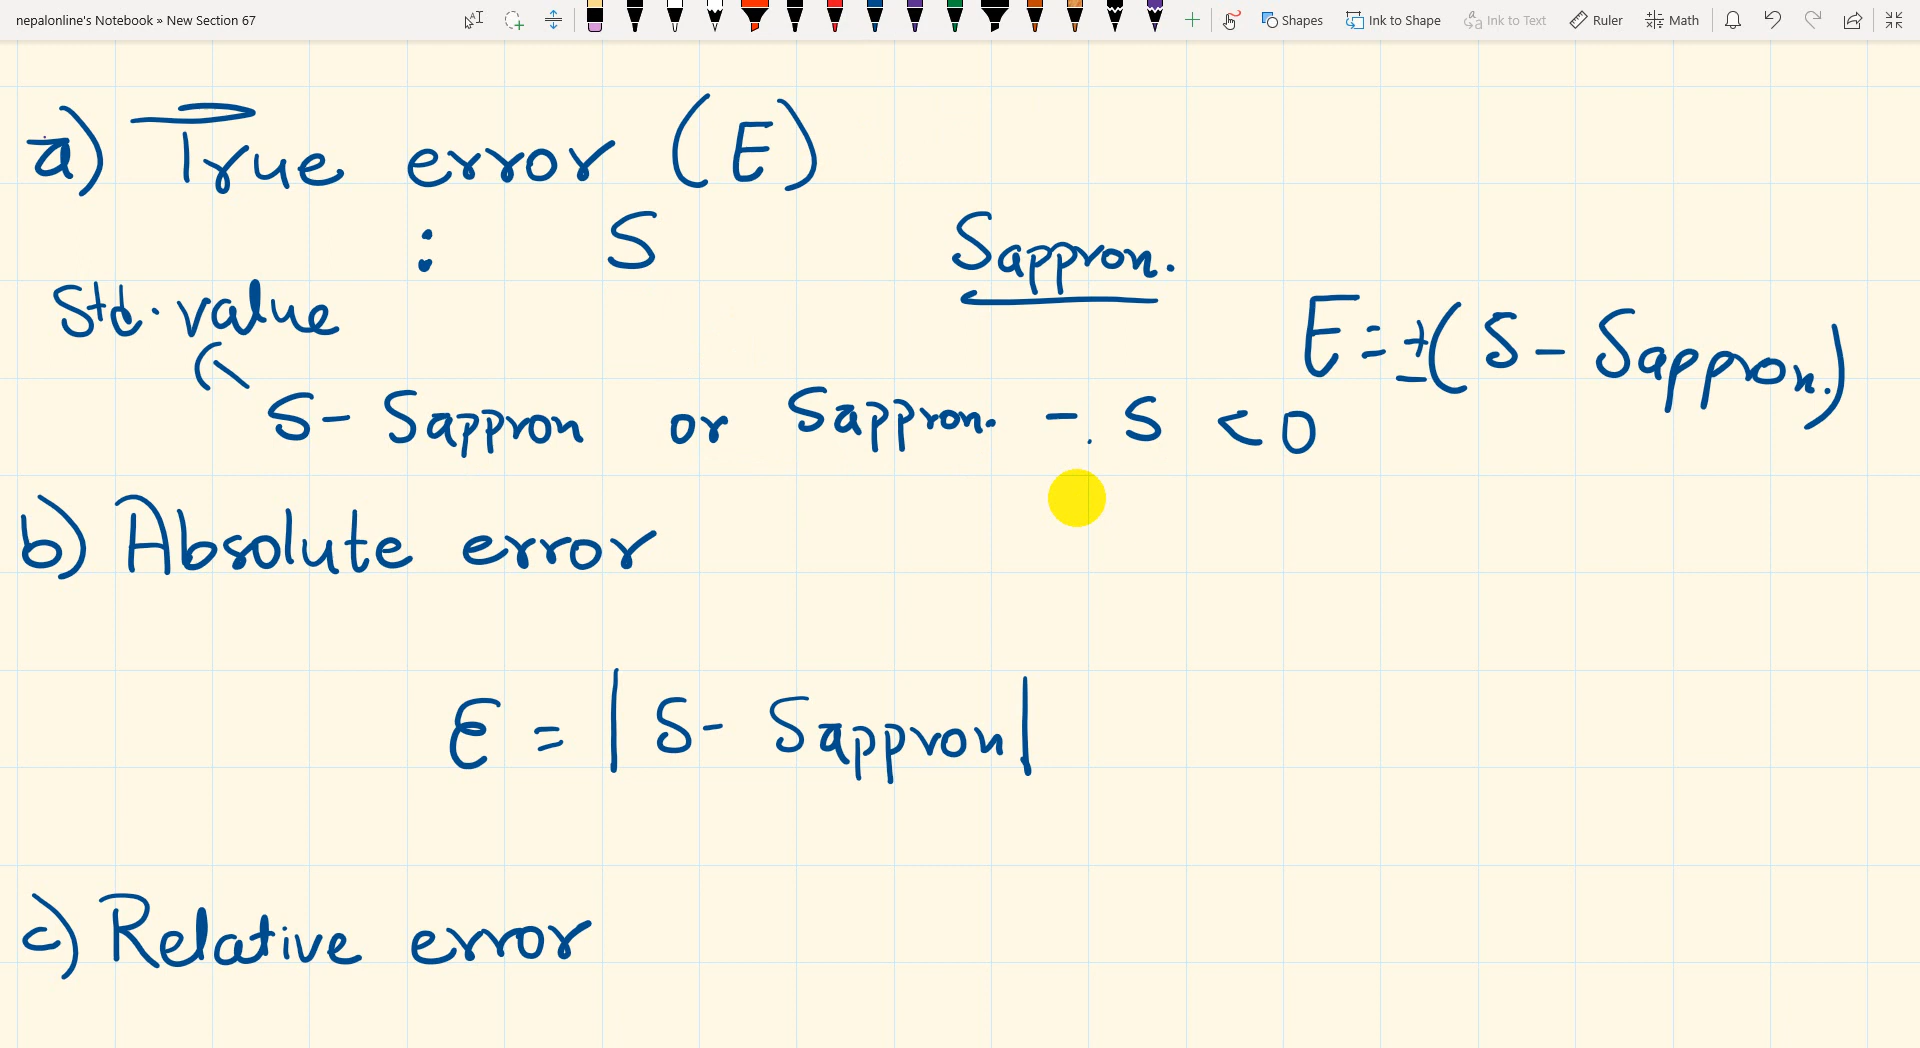 nepalonline's Notebook » New Section 67
Shapes Ink to Shape Ink to Text Ruler Math
a) True error (E)
: S Sapprox.
Std. value
E = ±(S - Sapprox.)
S - Sapprox or Sapprox. - S < 0
b) Absolute error
E = |S - Sapprox|
c) Relative error